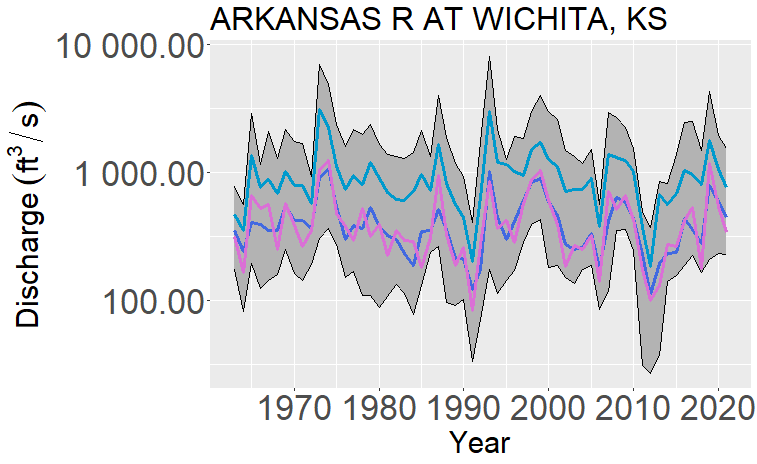 ARKANSAS R AT WICHITA, KS
10 000.00
1 000.00
100.00
Discharge (ft³/s)
1970 1980 1990 2000 2010 2020
Year